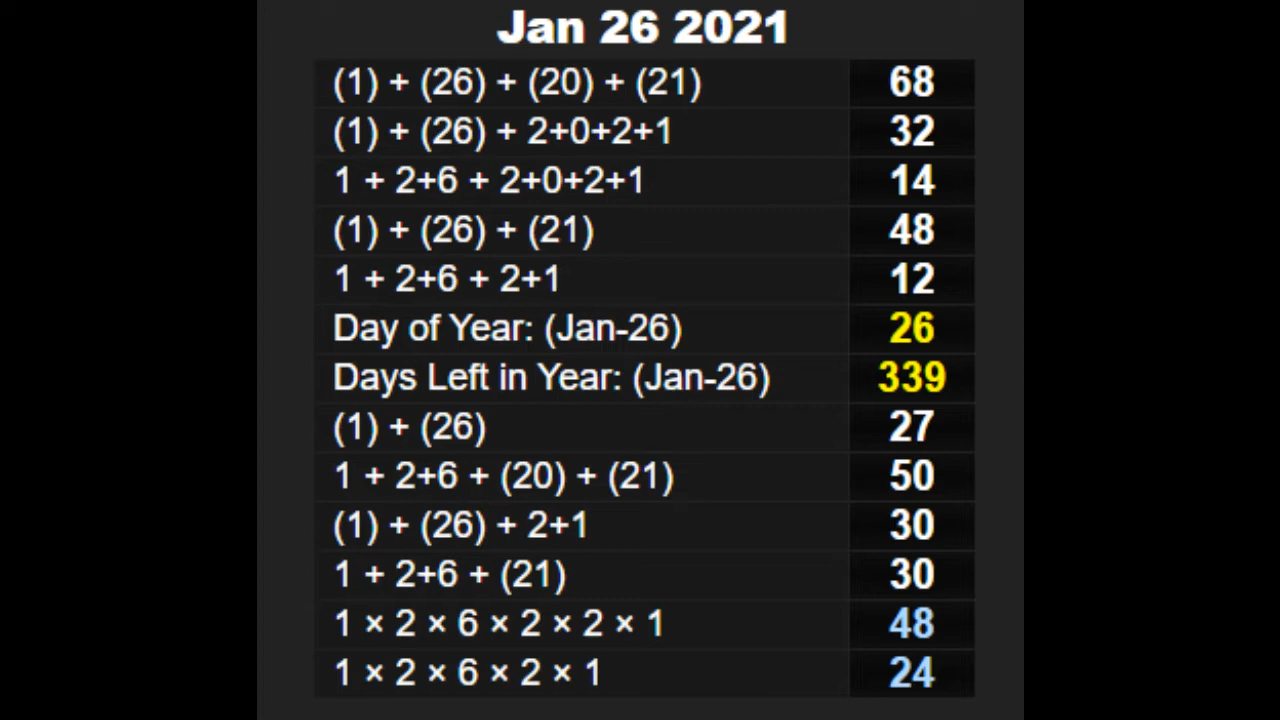 Jan 26 2021
(1) + (26) + (20) + (21) 68
(1) + (26) + 2+0+2+1 32
1 + 2+6 + 2+0+2+1 14
(1) + (26) + (21) 48
1 + 2+6 + 2+1 12
Day of Year: (Jan-26) 26
Days Left in Year: (Jan-26) 339
(1) + (26) 27
1 + 2+6 + (20) + (21) 50
(1) + (26) + 2+1 30
1 + 2+6 + (21) 30
1 × 2 × 6 × 2 × 2 × 1 48
1 × 2 × 6 × 2 × 1 24